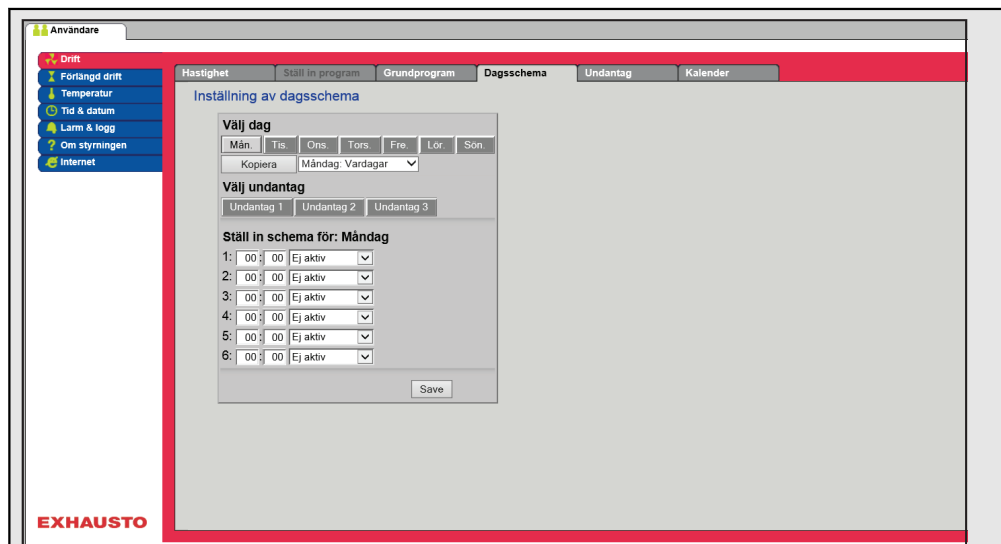 Användare
Drift
Förlängd drift
Temperatur
Tid & datum
Larm & logg
Om styrningen
Internet
Hastighet Ställ in program Grundprogram Dagsschema Undantag Kalender
Inställning av dagsschema
Välj dag
Mån. Tis. Ons. Tors. Fre. Lör. Sön.
Kopiera Måndag: Vardagar
Välj undantag
Undantag 1 Undantag 2 Undantag 3
Ställ in schema för: Måndag
1: 00 : 00 Ej aktiv
2: 00 : 00 Ej aktiv
3: 00 : 00 Ej aktiv
4: 00 : 00 Ej aktiv
5: 00 : 00 Ej aktiv
6: 00 : 00 Ej aktiv
Save
EXHAUSTO